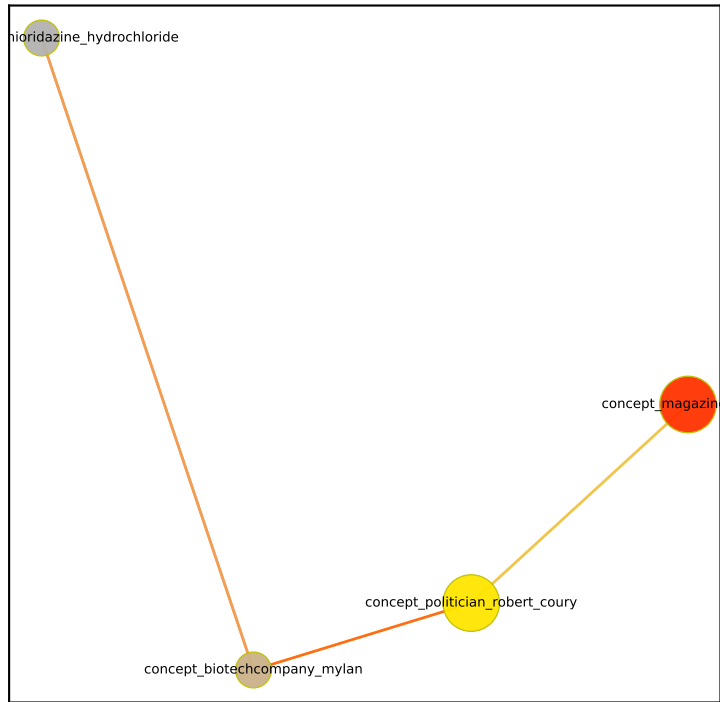 hioridazine_hydrochloride
concept_magazin
concept_politician_robert_coury
concept_biotechcompany_mylan